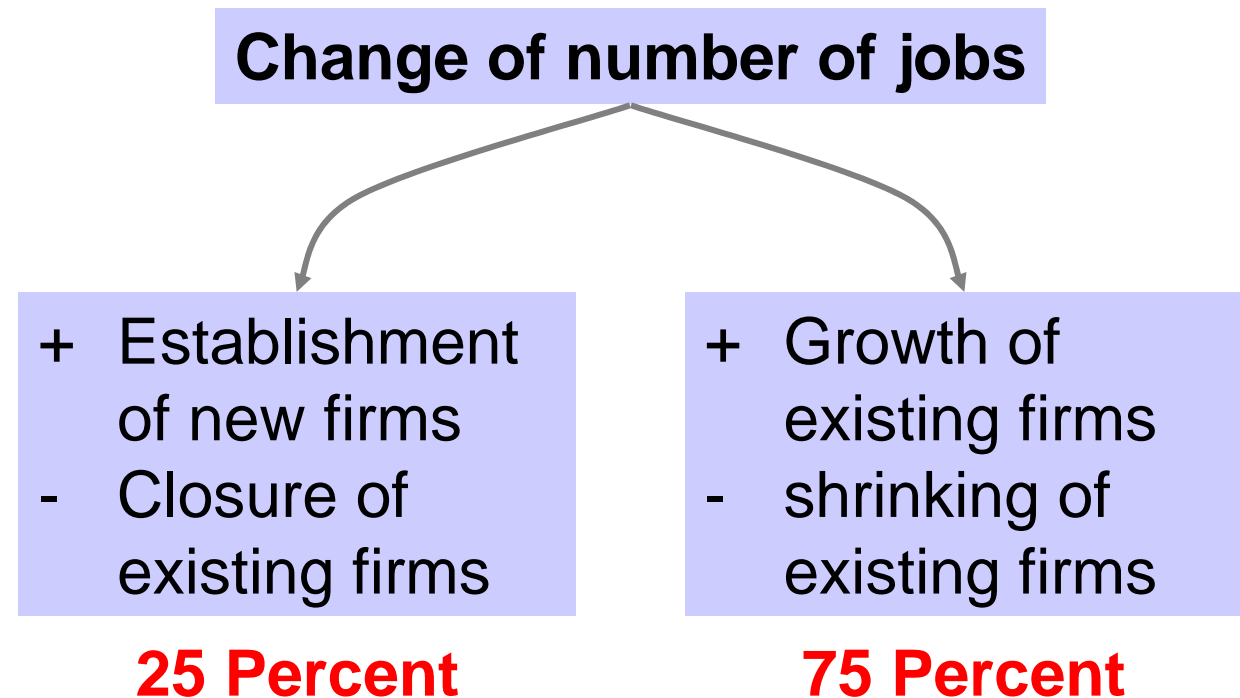 Change of number of jobs
+ Establishment
of new firms
- Closure of
existing firms
25 Percent
+ Growth of
existing firms
- shrinking of
existing firms
75 Percent